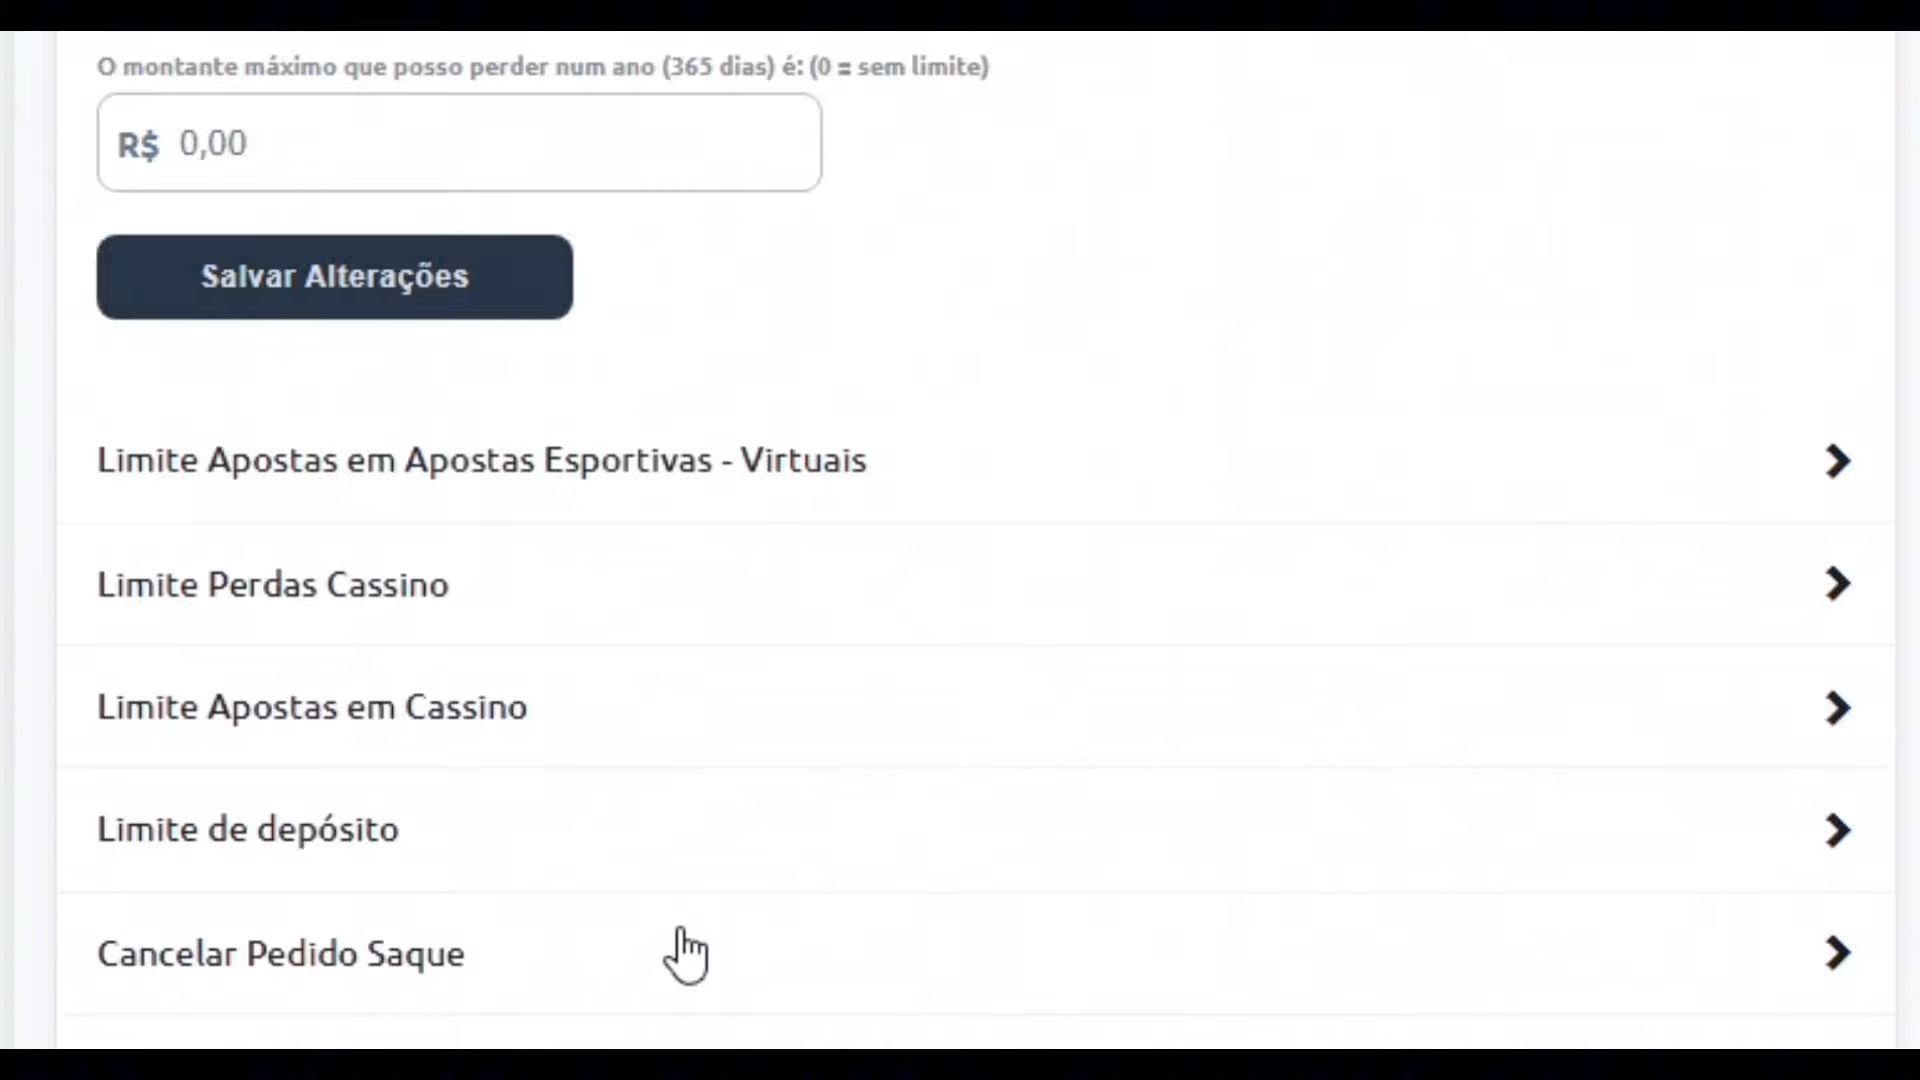 O montante máximo que posso perder num ano (365 dias) é: (0 = sem limite)
R$ 0,00
Salvar Alterações
Limite Apostas em Apostas Esportivas - Virtuais
Limite Perdas Cassino
Limite Apostas em Cassino
Limite de depósito
Cancelar Pedido Saque